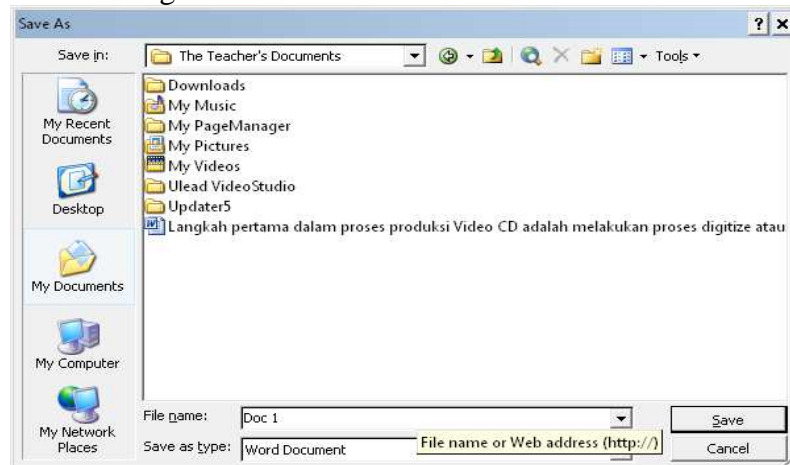 Save As
Save in:
The Teacher's Documents
Tools
My Recent Documents
Desktop
My Documents
My Computer
My Network Places
Downloads
My Music
My PageManager
My Pictures
My Videos
Ulead VideoStudio
Updater5
Langkah pertama dalam proses produksi Video CD adalah melakukan proses digitize atau
File name:
Doc 1
Save
Save as type:
Word Document
File name or Web address (http://)
Cancel